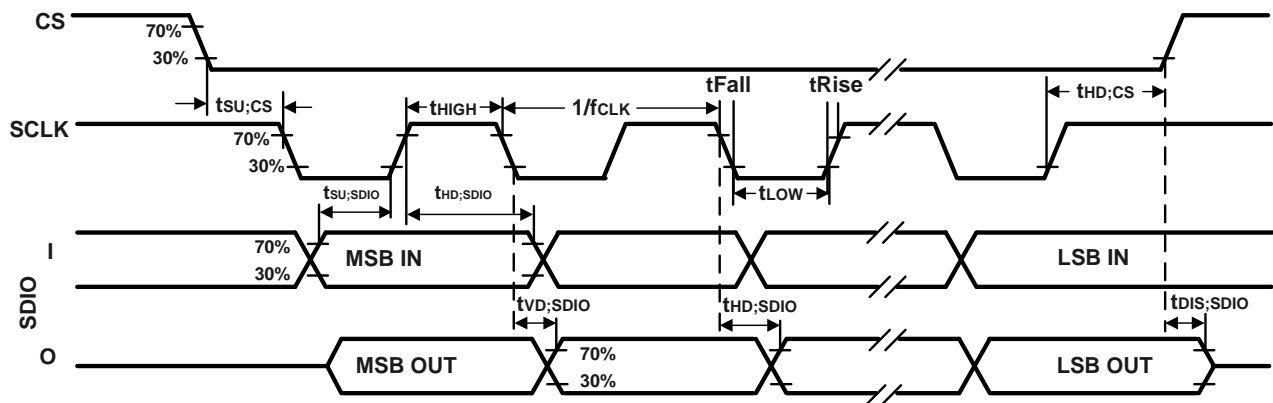 CS
70%
30%
tFall
tRise
tSU;CS
tHIGH
1/fCLK
tHD;CS
SCLK
70%
30%
tSU;SDIO
tHD;SDIO
tLOW
SDIO
I
70%
30%
MSB IN
LSB IN
tVD;SDIO
tHD;SDIO
tDIS;SDIO
O
MSB OUT
70%
30%
LSB OUT